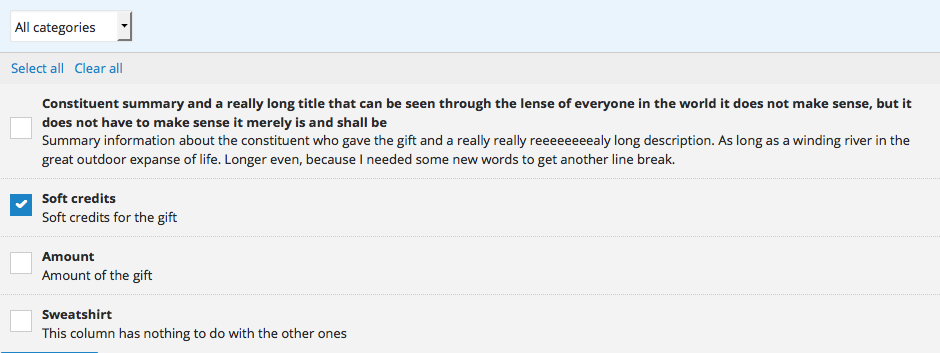 All categories
Select all Clear all
Constituent summary and a really long title that can be seen through the lense of everyone in the world it does not make sense, but it
does not have to make sense it merely is and shall be
Summary information about the constituent who gave the gift and a really really reeeeeeeealy long description. As long as a winding river in the
great outdoor expanse of life. Longer even, because I needed some new words to get another line break.
Soft credits
Soft credits for the gift
Amount
Amount of the gift
Sweatshirt
This column has nothing to do with the other ones